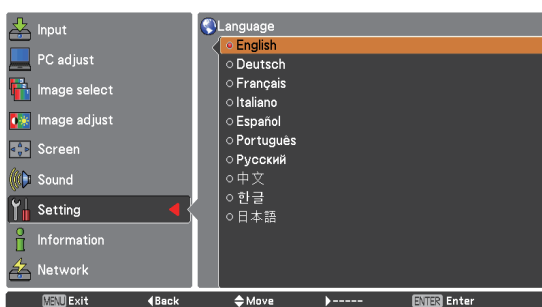 Input
PC adjust
Image select
Image adjust
Screen
Sound
Setting
Information
Network
Language
English
Deutsch
Français
Italiano
Español
Português
Русский
中文
한글
日本語
MENU Exit ◀Back Move ▶----- ENTER Enter